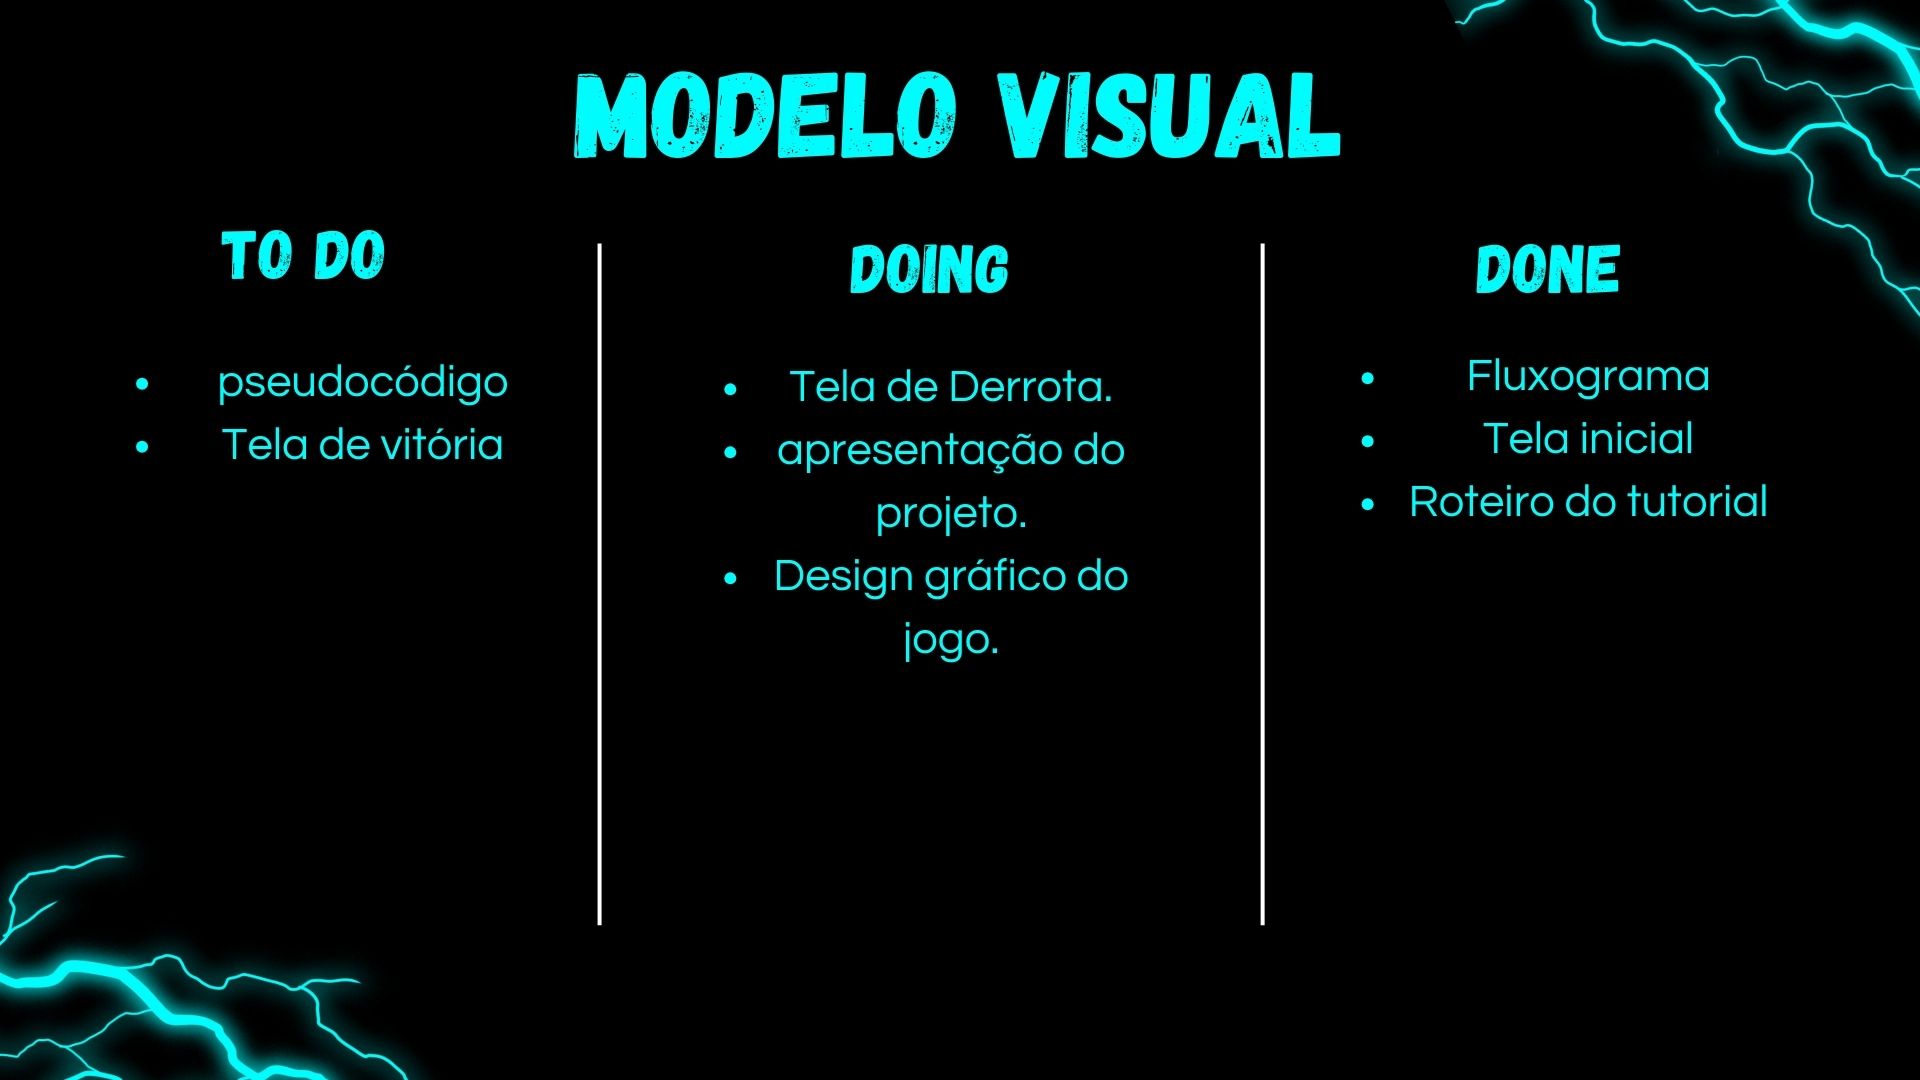 MODELO VISUAL
TO DO
• pseudocódigo
• Tela de vitória
DOING
• Tela de Derrota.
• apresentação do
projeto.
• Design gráfico do
jogo.
DONE
• Fluxograma
• Tela inicial
• Roteiro do tutorial